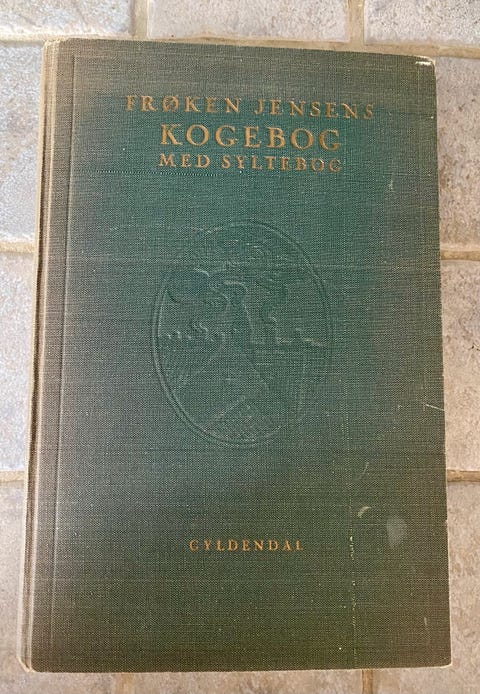 FRØKEN JENSENS
KOGEBOG
MED SYLTEBOG
GYLDENDAL